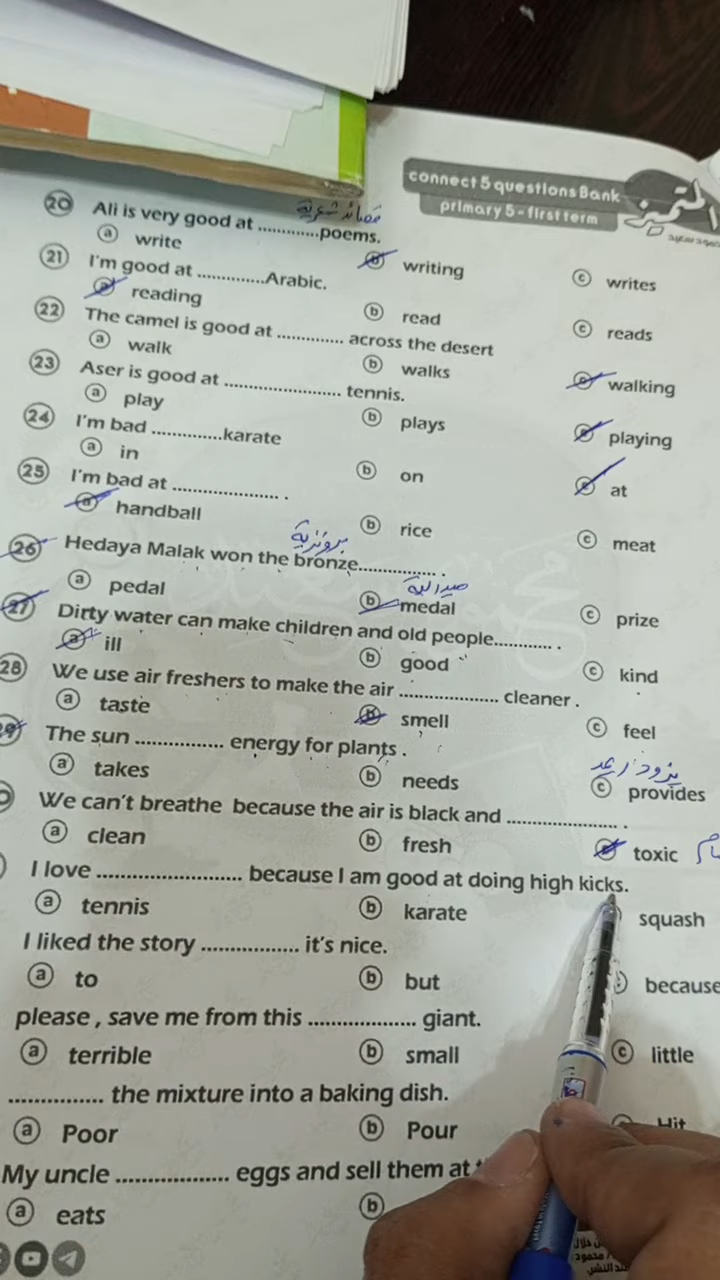 connect 5 questions Bank
primary 5 - first term
المتميز
20 Ali is very good at .............poems.
قصائد شعرية
a write b writing c writes
21 I'm good at ..............Arabic.
a reading b read c reads
22 The camel is good at .............. across the desert
a walk b walks c walking
23 Aser is good at ........................ tennis.
a play b plays c playing
24 I'm bad ..............karate
a in b on c at
25 I'm bad at ...................... .
a handball b rice c meat
برونزية
26 Hedaya Malak won the bronze................ .
ميدالية
a pedal b medal c prize
27 Dirty water can make children and old people............ .
a ill b good c kind
28 We use air freshers to make the air .................... cleaner .
a taste b smell c feel
29 The sun .................. energy for plants .
يزود / يمد
a takes b needs c provides
We can't breathe because the air is black and ...................... .
a clean b fresh c toxic
I love .......................... because I am good at doing high kicks.
a tennis b karate squash
I liked the story ................. it's nice.
a to b but because
please , save me from this .................... giant.
a terrible b small c little
................ the mixture into a baking dish.
a Poor b Pour Hit
My uncle .................... eggs and sell them at
a eats b